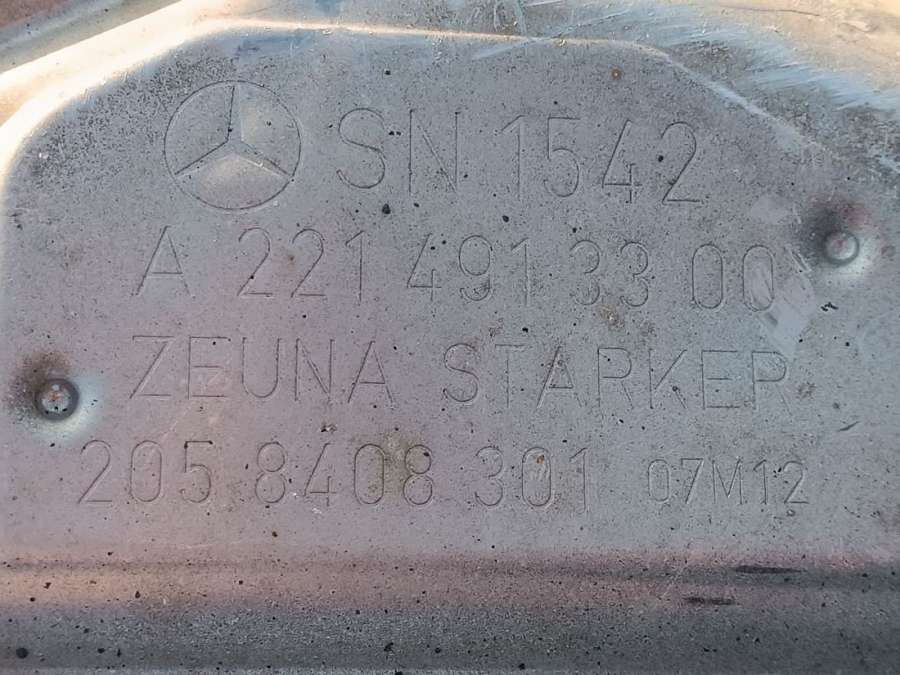 SN 1542
A 221 491 33 00
ZEUNA STARKER
205 8408 301 07M12